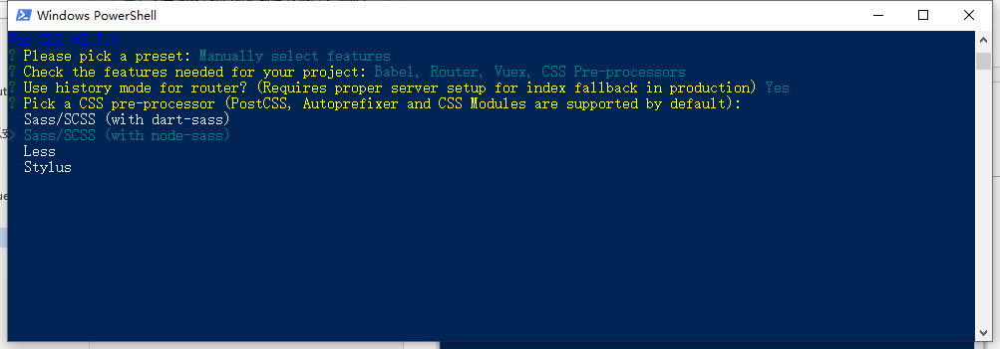 Windows PowerShell
? Please pick a preset: Manually select features
? Check the features needed for your project: Babel, Router, Vuex, CSS Pre-processors
? Use history mode for router? (Requires proper server setup for index fallback in production) Yes
? Pick a CSS pre-processor (PostCSS, Autoprefixer and CSS Modules are supported by default):
Sass/SCSS (with dart-sass)
> Sass/SCSS (with node-sass)
Less
Stylus